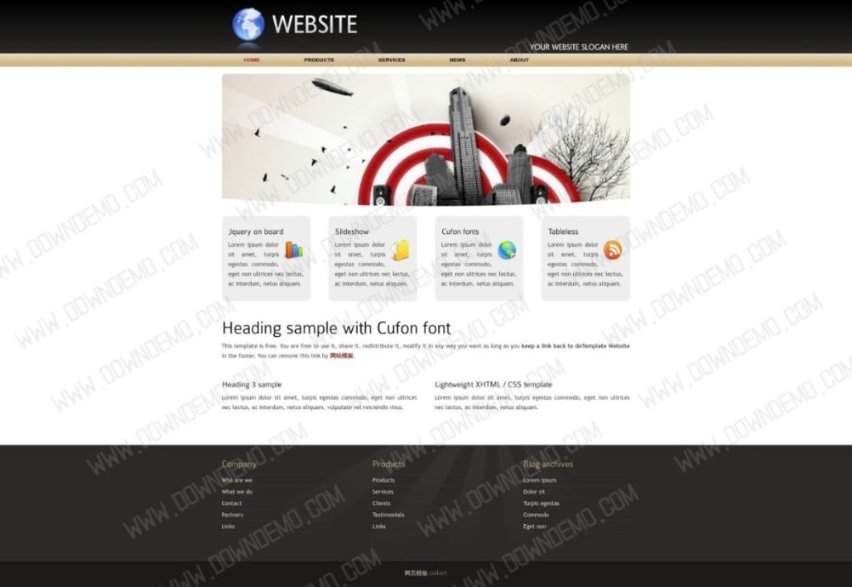 WEBSITE
YOUR WEBSITE SLOGAN HERE
HOME PRODUCTS SERVICES NEWS ABOUT
Jquery on board
Lorem ipsum dolor
sit amet, turpis
egestas commodo,
eget non ultrices nec lectus,
ac interdum, netus aliquam.
Slideshow
Lorem ipsum dolor
sit amet, turpis
egestas commodo,
eget non ultrices nec lectus,
ac interdum, netus aliquam.
Cufon fonts
Lorem ipsum dolor
sit amet, turpis
egestas commodo,
eget non ultrices nec lectus,
ac interdum, netus aliquam.
Tableless
Lorem ipsum dolor
sit amet, turpis
egestas commodo,
eget non ultrices nec lectus,
ac interdum, netus aliquam.
Heading sample with Cufon font
This template is free. You are free to use it, share it, redistribute it, modify it in any way you want as long as you keep a link back to doTemplate Website
in the footer. You can remove this link by 网站模板.
Heading 3 sample
Lorem ipsum dolor sit amet, turpis egestas commodo, eget non ultrices
nec lectus, ac interdum, netus aliquam, vulputate vel reiciendis risus.
Lightweight XHTML / CSS template
Lorem ipsum dolor sit amet, turpis egestas commodo, eget non ultrices
nec lectus, ac interdum, netus aliquam.
Company
Who are we
What we do
Contact
Partners
Links
Products
Products
Services
Clients
Testimonials
Links
Blog archives
Lorem ipsum
Dolor sit
Turpis egestas
Commodo
Eget non
网页模板
WWW.DOWNDEMO.COM